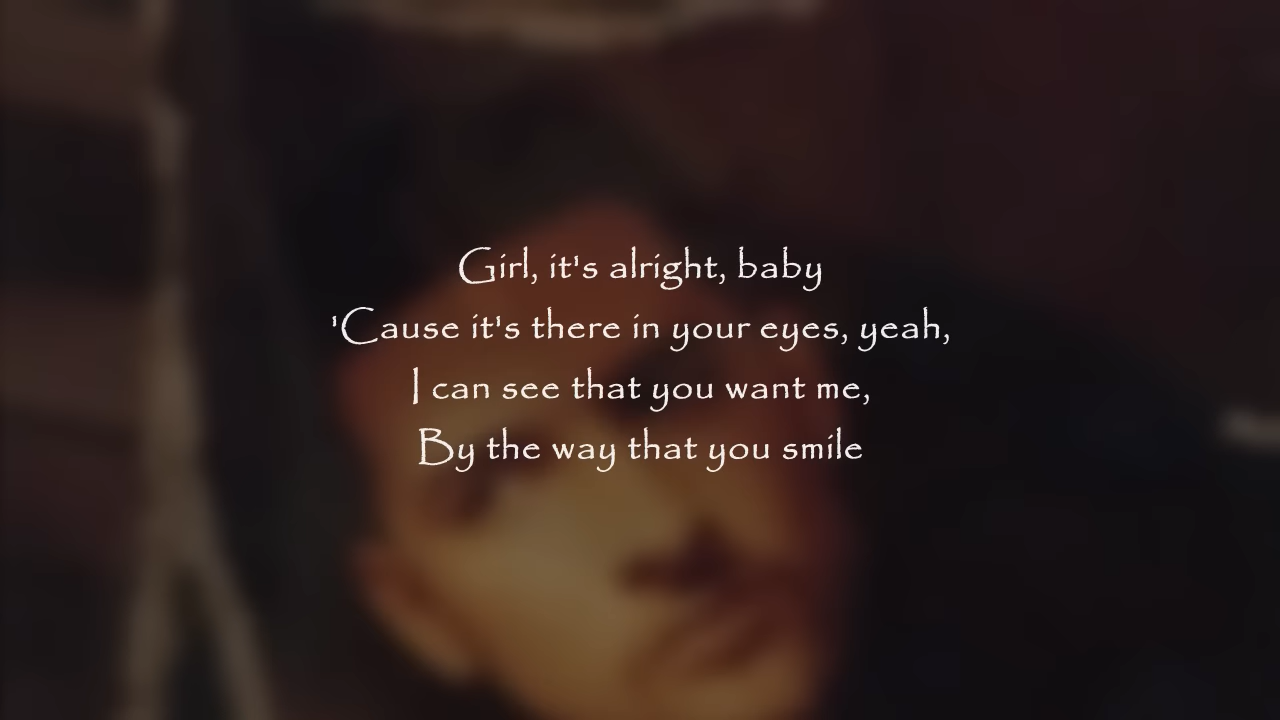 Girl, it's alright, baby
'Cause it's there in your eyes, yeah,
I can see that you want me,
By the way that you smile